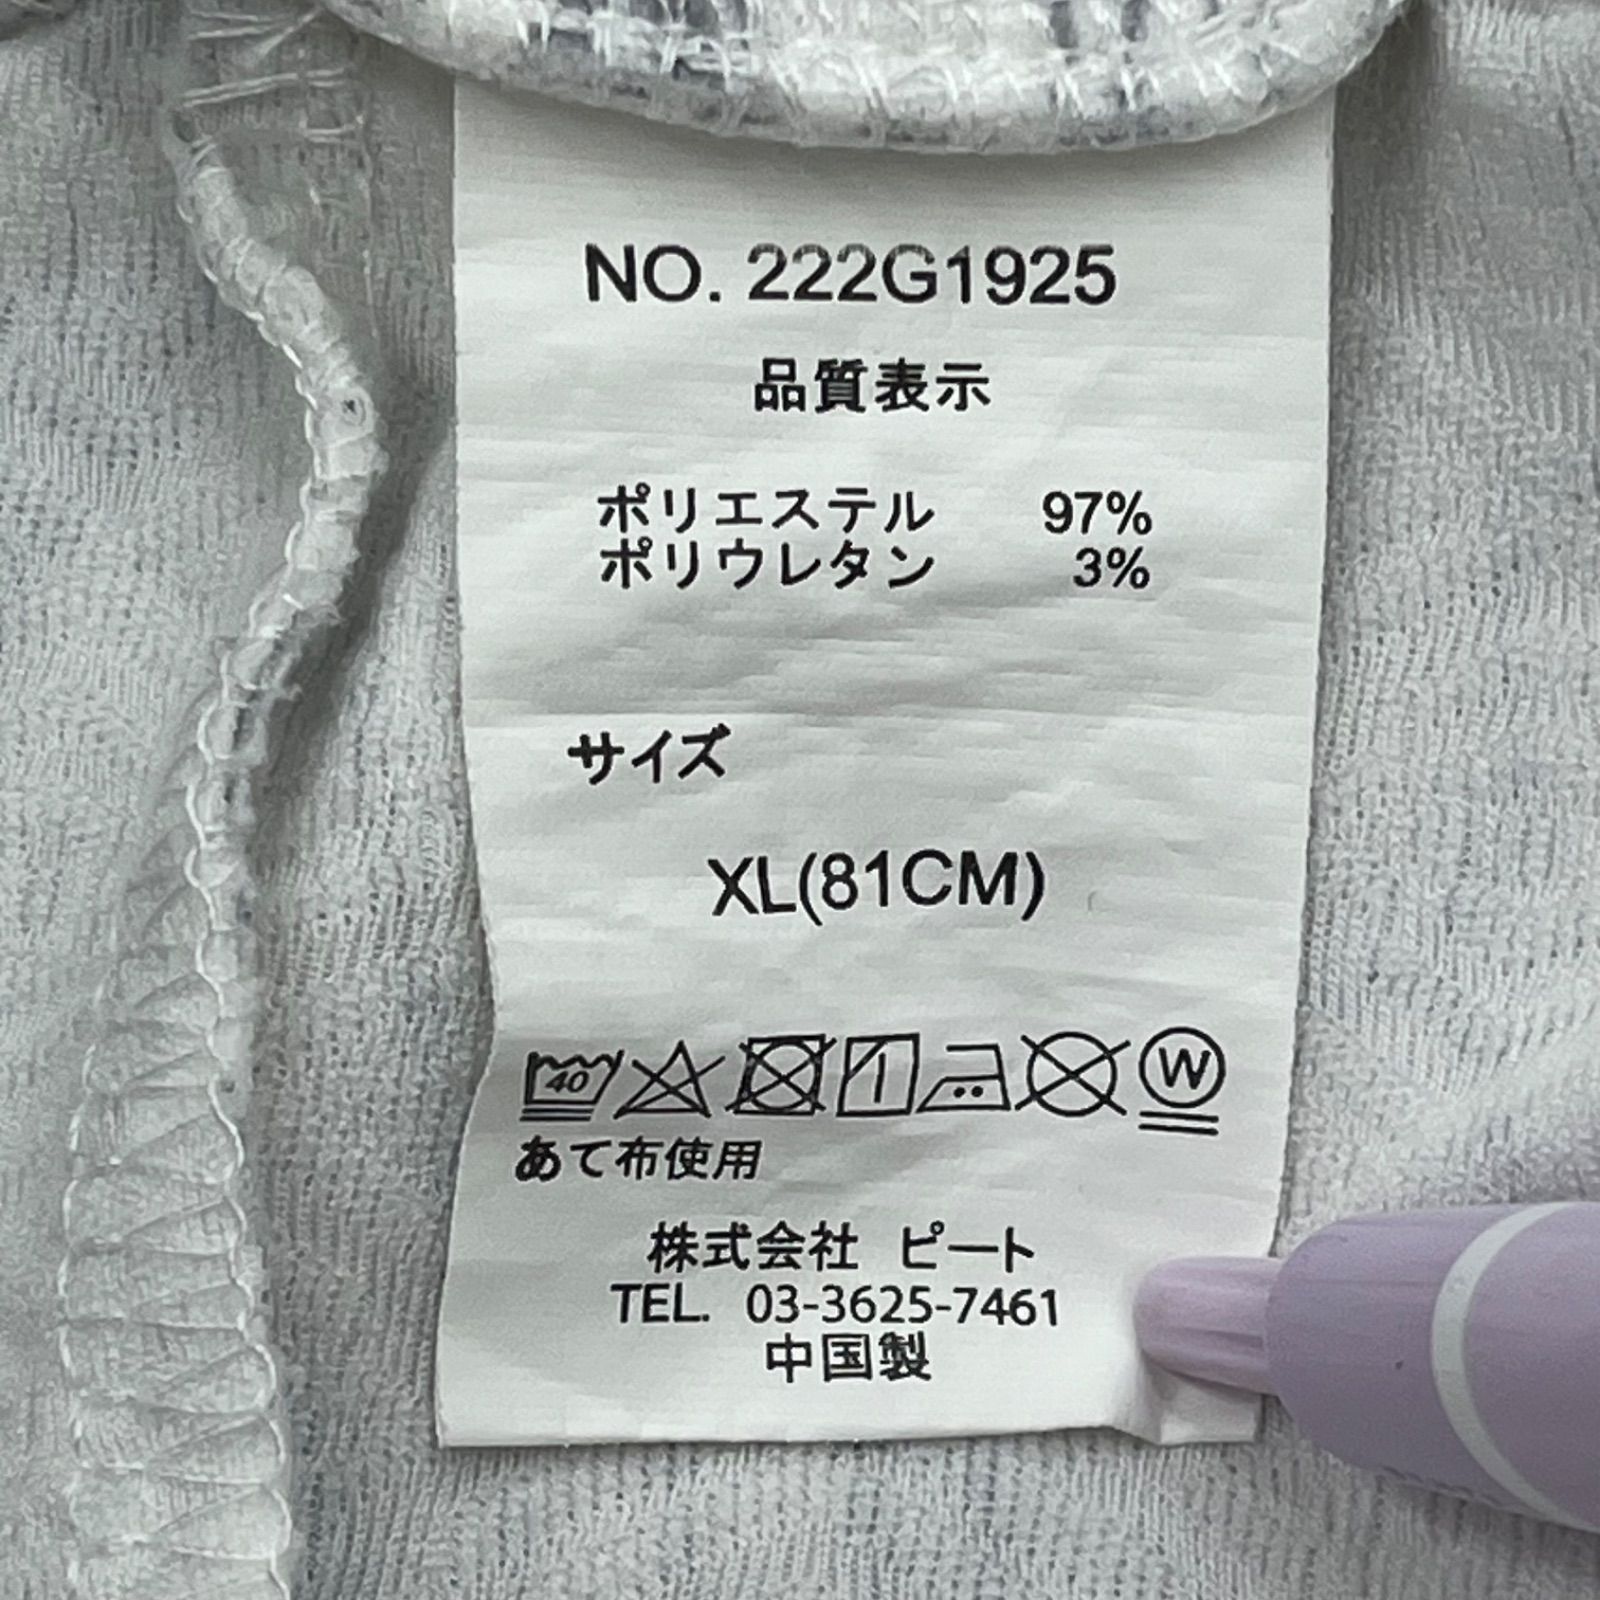 NO. 222G1925
品質表示
ポリエステル 97%
ポリウレタン 3%
サイズ
XL(81CM)
40 W
あて布使用
株式会社 ピート
TEL. 03-3625-7461
中国製